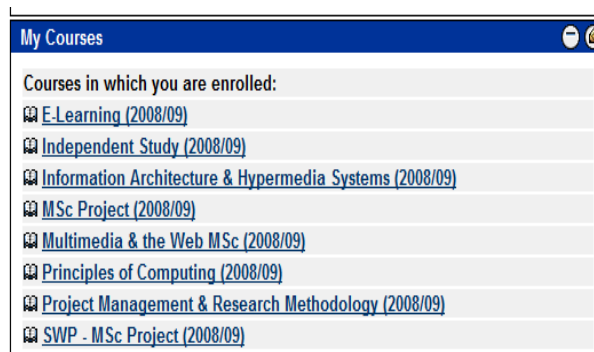 My Courses
Courses in which you are enrolled:
E-Learning (2008/09)
Independent Study (2008/09)
Information Architecture & Hypermedia Systems (2008/09)
MSc Project (2008/09)
Multimedia & the Web MSc (2008/09)
Principles of Computing (2008/09)
Project Management & Research Methodology (2008/09)
SWP - MSc Project (2008/09)